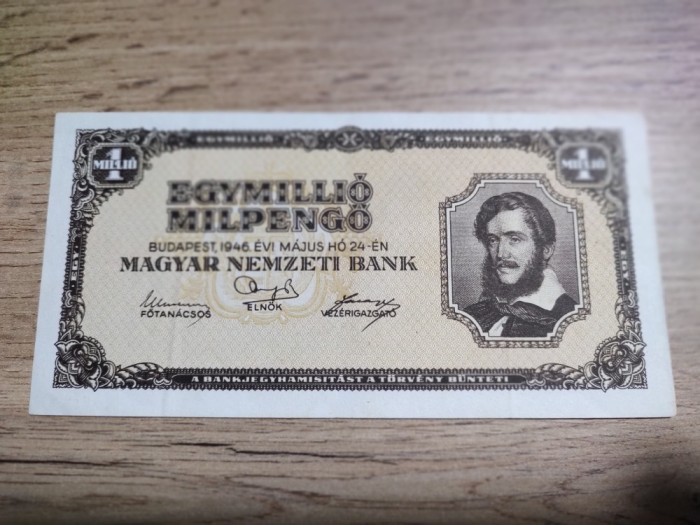 EGYMILLIÓ EGYMILLIÓ
1 MILLIÓ
1 MILLIÓ
EGYMILLIÓ
MILPENGŐ
BUDAPEST, 1946. ÉVI MÁJUS HÓ 24-ÉN
MAGYAR NEMZETI BANK
FŐTANÁCSOS ELNÖK VEZÉRIGAZGATÓ
A BANKJEGYHAMISÍTÁST A TÖRVÉNY BÜNTETI